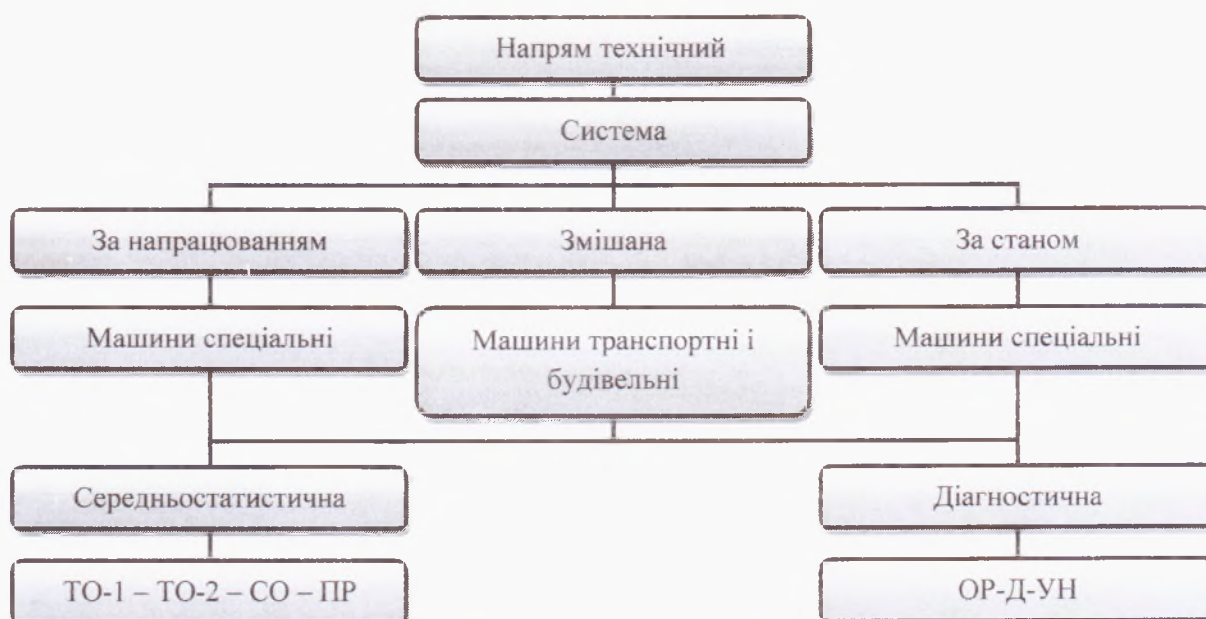 Напрям технічний
Система
За напрацюванням
Змішана
За станом
Машини спеціальні
Машини транспортні і
будівельні
Машини спеціальні
Середньостатистична
Діагностична
ТО-1 – ТО-2 – СО – ПР
ОР-Д-УН